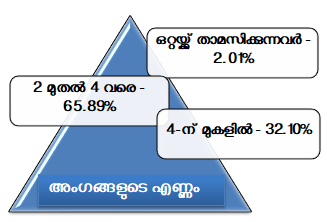 ഒറ്റയ്ക്ക് താമസിക്കുന്നവർ -
2.01%
2 മുതൽ 4 വരെ -
65.89%
4-ന് മുകളിൽ - 32.10%
അംഗങ്ങളുടെ എണ്ണം